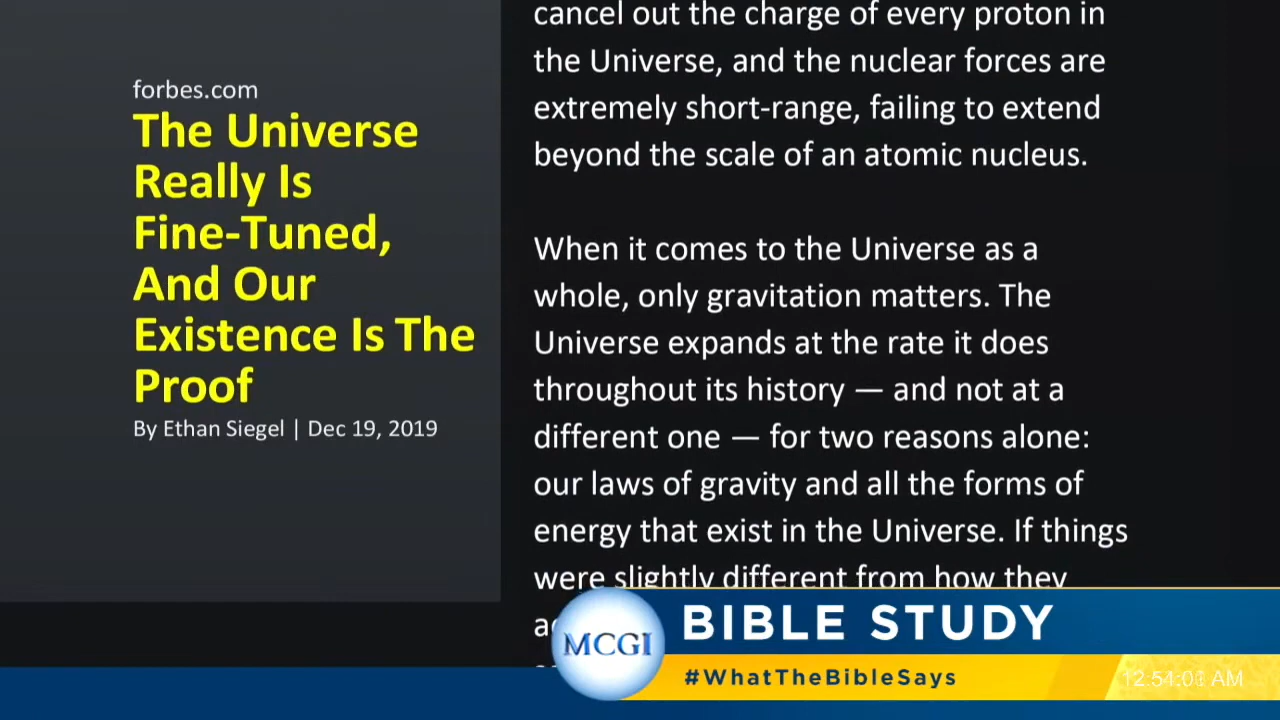 forbes.com
The Universe
Really Is
Fine-Tuned,
And Our
Existence Is The
Proof
By Ethan Siegel | Dec 19, 2019
cancel out the charge of every proton in
the Universe, and the nuclear forces are
extremely short-range, failing to extend
beyond the scale of an atomic nucleus.
When it comes to the Universe as a
whole, only gravitation matters. The
Universe expands at the rate it does
throughout its history — and not at a
different one — for two reasons alone:
our laws of gravity and all the forms of
energy that exist in the Universe. If things
were slightly different from how they
MCGI
BIBLE STUDY
#WhatTheBibleSays
12:54:01 AM